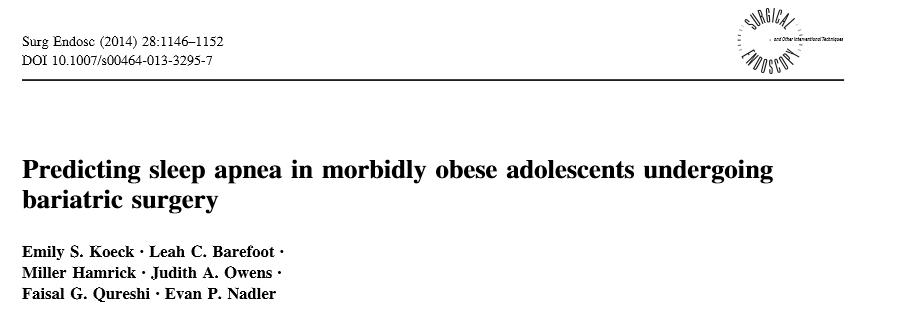 Surg Endosc (2014) 28:1146–1152
DOI 10.1007/s00464-013-3295-7
SURGICAL
and Other Interventional Techniques
ENDOSCOPY
Predicting sleep apnea in morbidly obese adolescents undergoing
bariatric surgery
Emily S. Koeck · Leah C. Barefoot ·
Miller Hamrick · Judith A. Owens ·
Faisal G. Qureshi · Evan P. Nadler